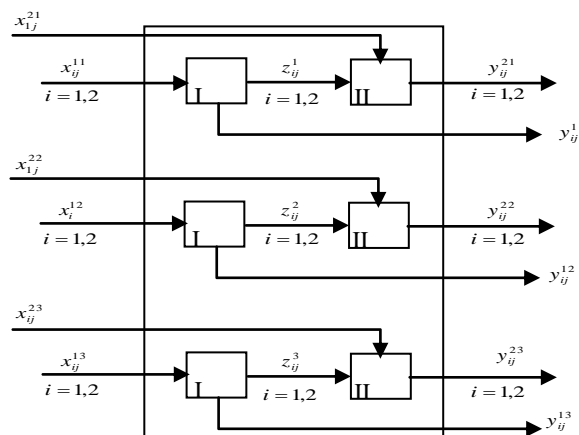 x_{1j}^{21}
x_{ij}^{11} z_{ij}^{1} y_{ij}^{21}
i = 1,2 I i = 1,2 II i = 1,2
y_{ij}^{1}
x_{1j}^{22}
x_{i}^{12} z_{ij}^{2} y_{ij}^{22}
i = 1,2 I i = 1,2 II i = 1,2
y_{ij}^{12}
x_{ij}^{23}
x_{ij}^{13} z_{ij}^{3} y_{ij}^{23}
i = 1,2 I i = 1,2 II i = 1,2
y_{ij}^{13}